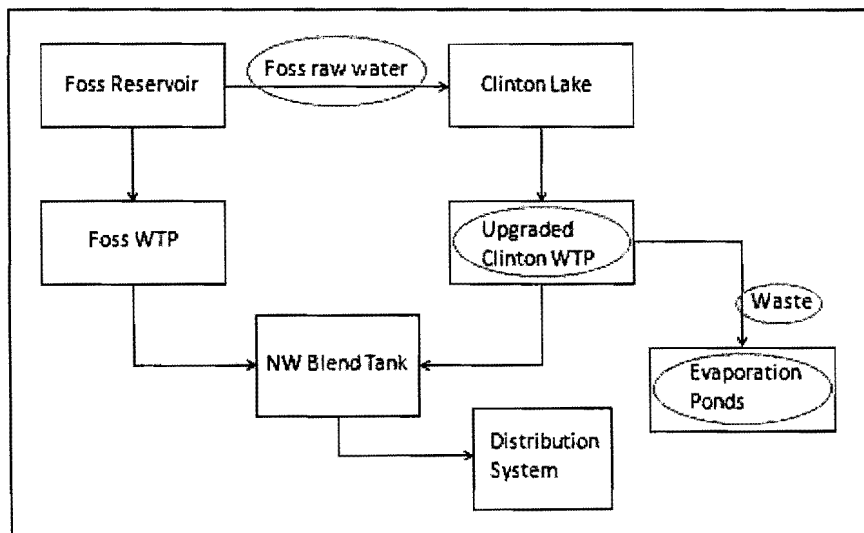 Foss Reservoir
Foss raw water
Clinton Lake
Foss WTP
Upgraded
Clinton WTP
Waste
NW Blend Tank
Evaporation
Ponds
Distribution
System